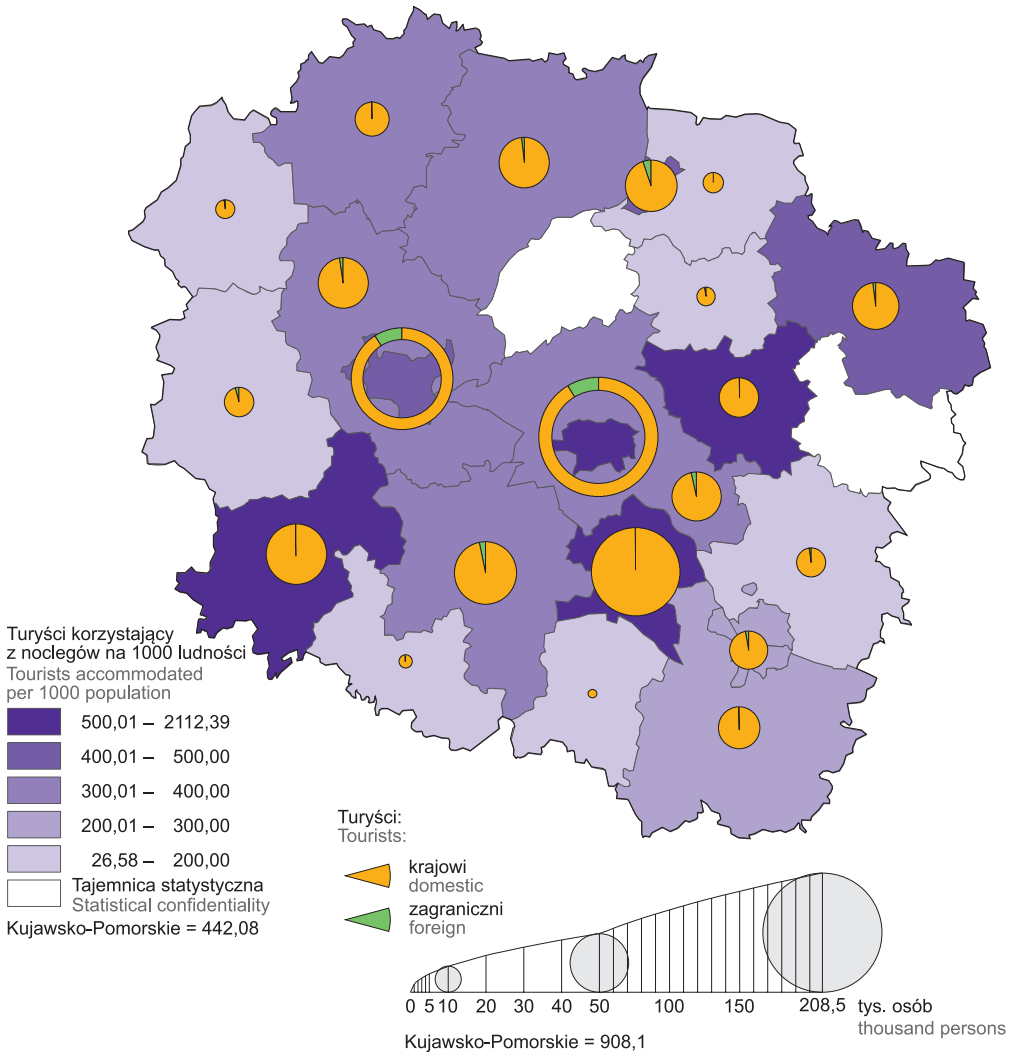 Turyści korzystający
z noclegów na 1000 ludności
Tourists accommodated
per 1000 population
500,01 – 2112,39
400,01 – 500,00
300,01 – 400,00
200,01 – 300,00
26,58 – 200,00
Tajemnica statystyczna
Statistical confidentiality
Kujawsko-Pomorskie = 442,08
Turyści:
Tourists:
krajowi
domestic
zagraniczni
foreign
0 5 10 20 30 40 50 100 150 208,5 tys. osób
thousand persons
Kujawsko-Pomorskie = 908,1